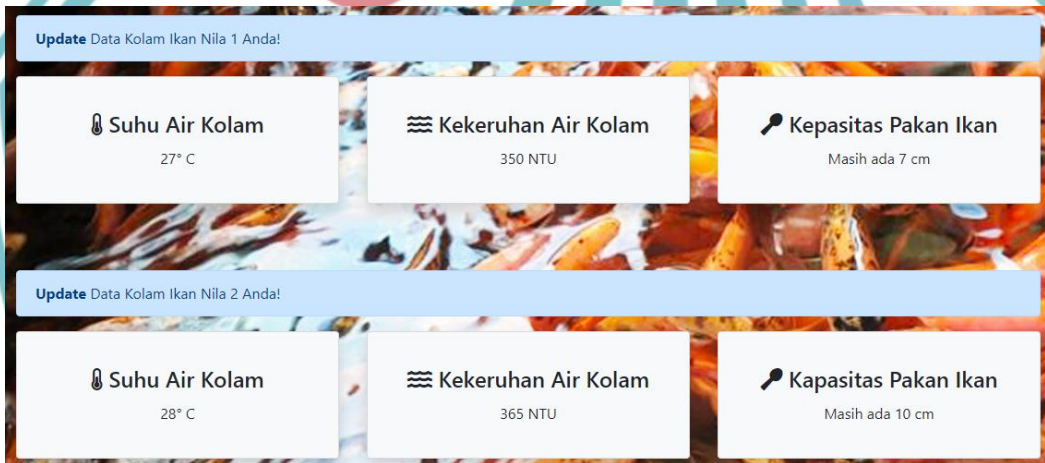 Update Data Kolam Ikan Nila 1 Anda!
Suhu Air Kolam
27° C
Kekeruhan Air Kolam
350 NTU
Kepasitas Pakan Ikan
Masih ada 7 cm
Update Data Kolam Ikan Nila 2 Anda!
Suhu Air Kolam
28° C
Kekeruhan Air Kolam
365 NTU
Kapasitas Pakan Ikan
Masih ada 10 cm